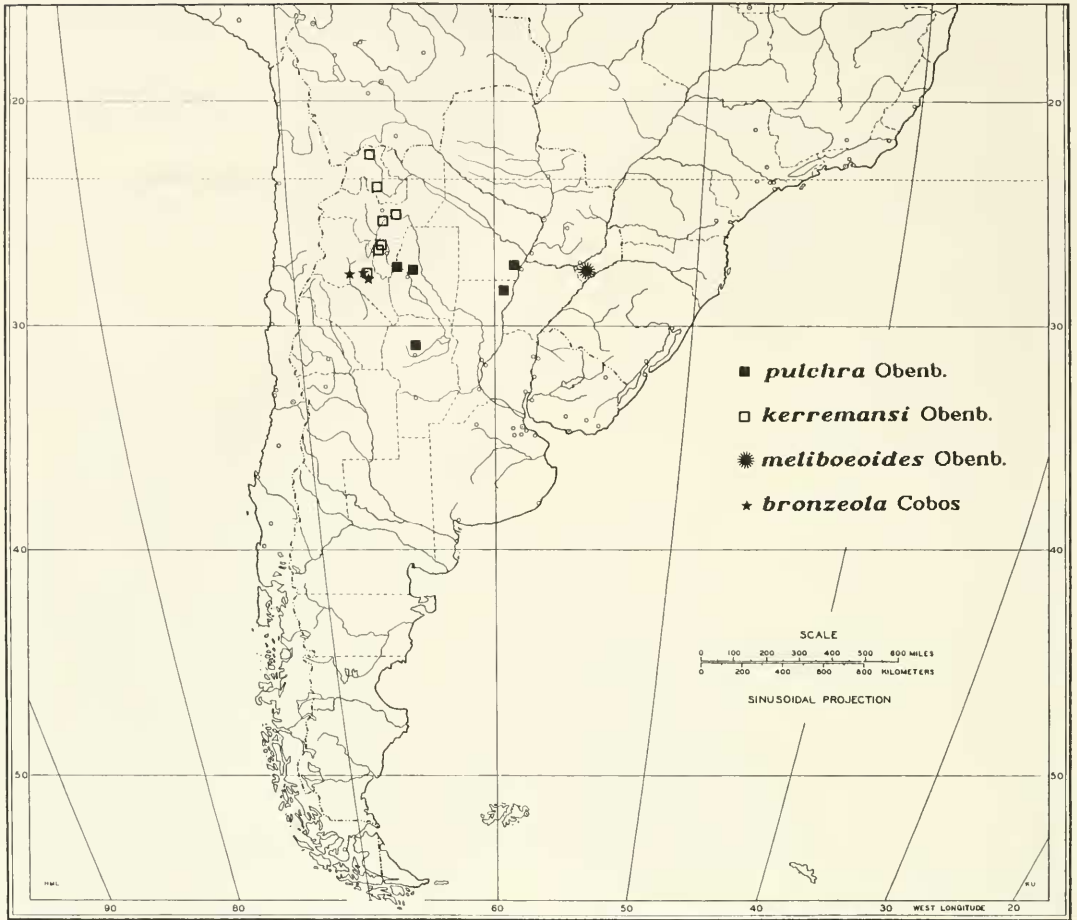 20 20
30 30
■ pulchra Obenb.
□ kerremansi Obenb.
✹ meliboeoides Obenb.
★ bronzeola Cobos
40 40
SCALE
0 100 200 300 400 500 600 MILES
0 200 400 600 800 KILOMETERS
SINUSOIDAL PROJECTION
50 50
HML KU
90 80 60 50 40 30 WEST LONGITUDE 20